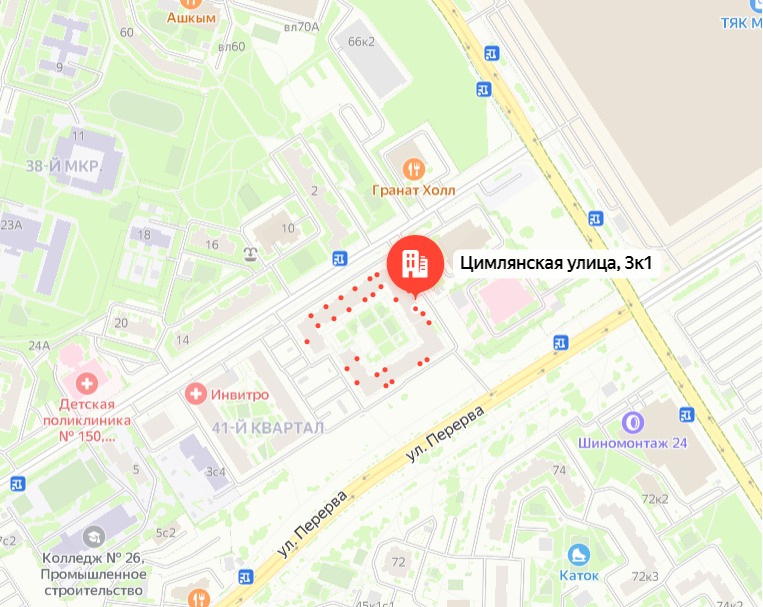 Ашкым
вл70А
ТЯК М
60
вл60
66к2
11
38-Й МКР.
2
Гранат Холл
23А
18
16
10
Цимлянская улица, 3к1
20
14
24А
Детская
поликлиника
№ 150,...
Инвитро
41-Й КВАРТАЛ
ул. Перерва
Шиномонтаж 24
5
3с4
74
72к2
ул. Перерва
7с2
5с2
Колледж № 26,
Промышленное
строительство
72
Каток
72к3
45к1с1